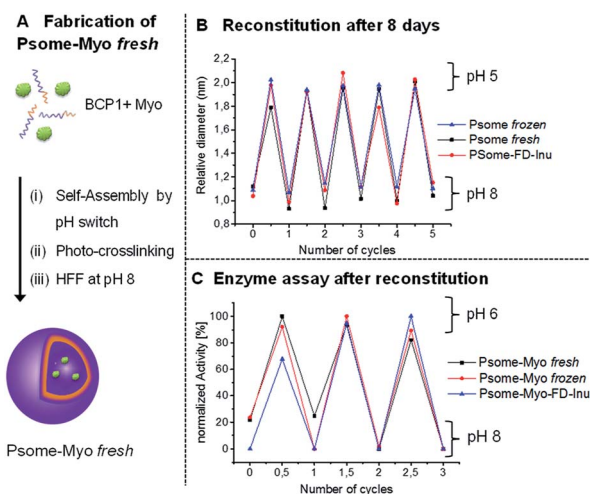 A Fabrication of
Psome-Myo fresh
BCP1+ Myo
(i) Self-Assembly by
pH switch
(ii) Photo-crosslinking
(iii) HFF at pH 8
Psome-Myo fresh
B Reconstitution after 8 days
Relative diameter (nm)
2,2
2,0
1,8
1,6
1,4
1,2
1,0
0,8
0 1 2 3 4 5
Number of cycles
pH 5
Psome frozen
Psome fresh
PSome-FD-Inu
pH 8
C Enzyme assay after reconstitution
normalized Activity [%]
100
80
60
40
20
0
0 0,5 1 1,5 2 2,5 3
Number of cycles
pH 6
Psome-Myo fresh
Psome-Myo frozen
Psome-Myo-FD-Inu
pH 8